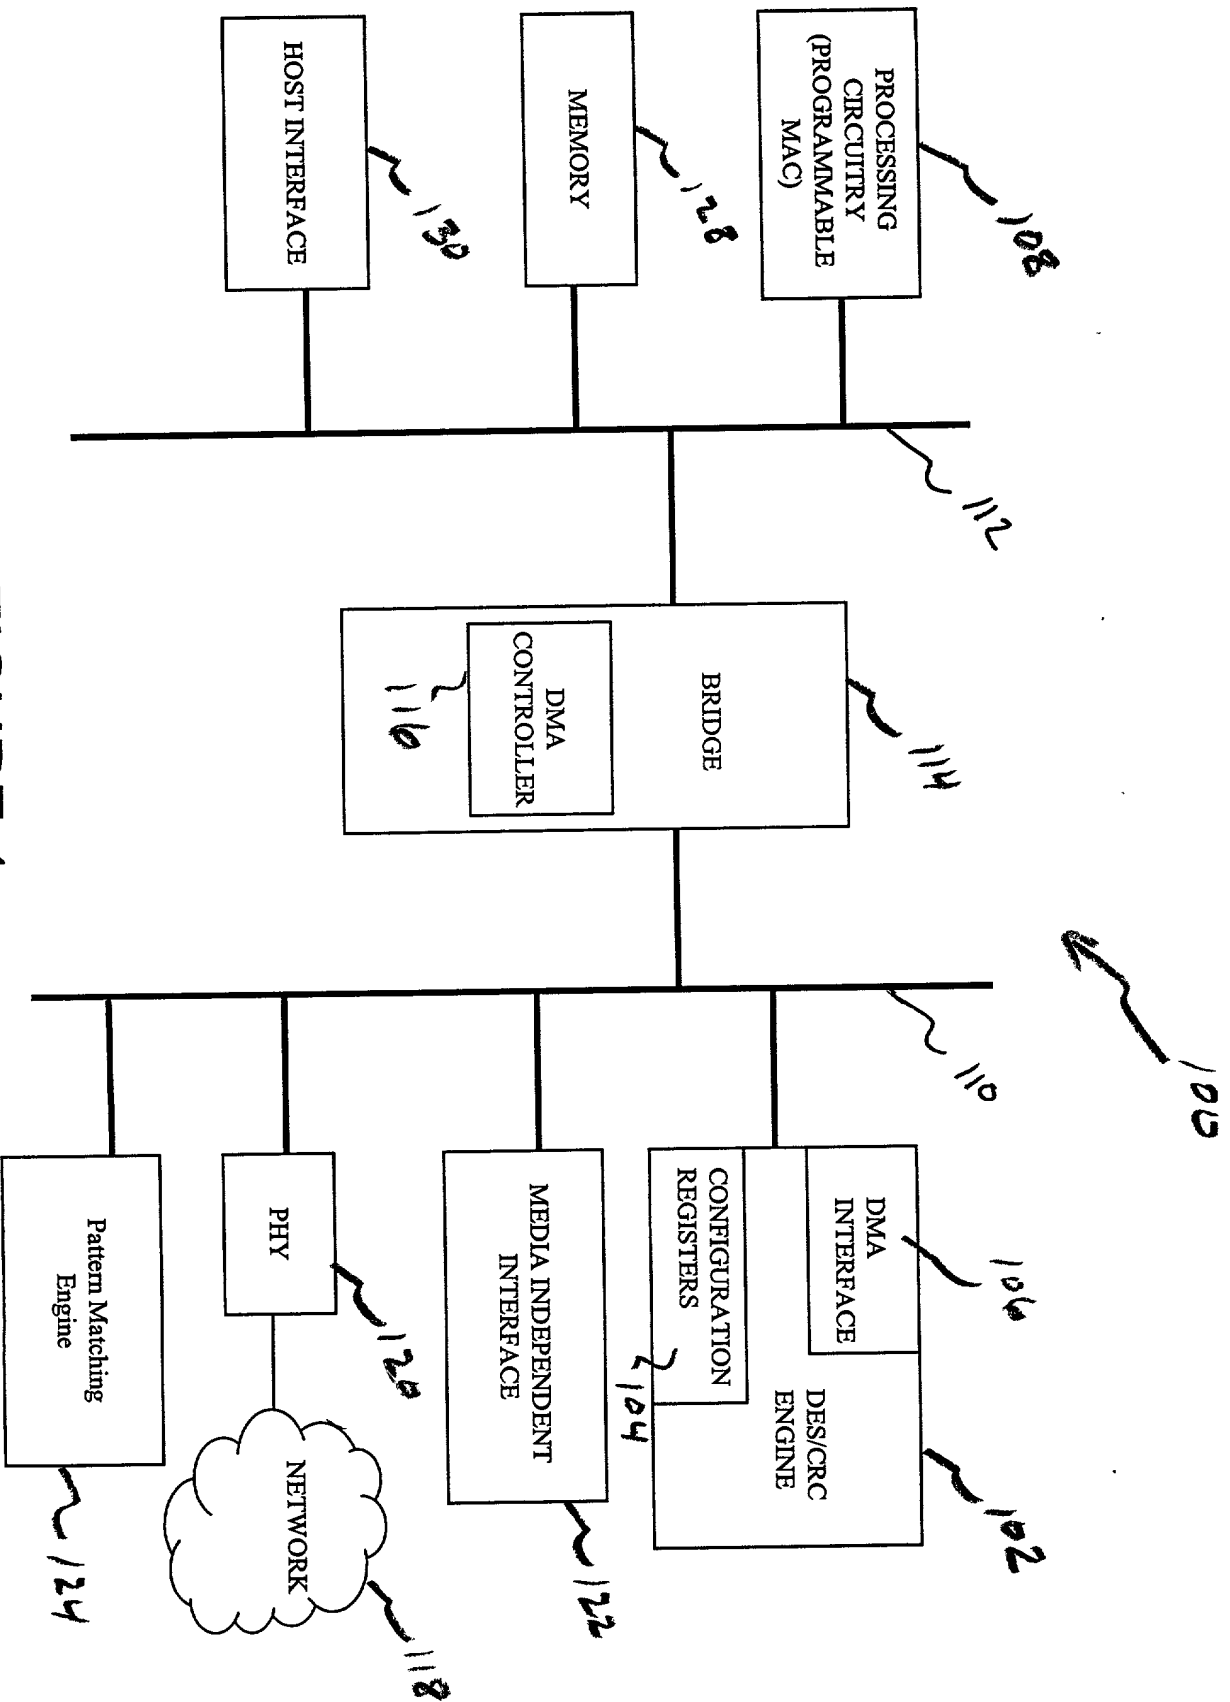 100
PROCESSING
CIRCUITRY
(PROGRAMMABLE
MAC)
108
MEMORY
128
HOST INTERFACE
130
112
BRIDGE
114
DMA
CONTROLLER
116
110
DMA
INTERFACE
106
DES/CRC
ENGINE
102
CONFIGURATION
REGISTERS
104
MEDIA INDEPENDENT
INTERFACE
122
PHY
120
NETWORK
118
Pattern Matching
Engine
124